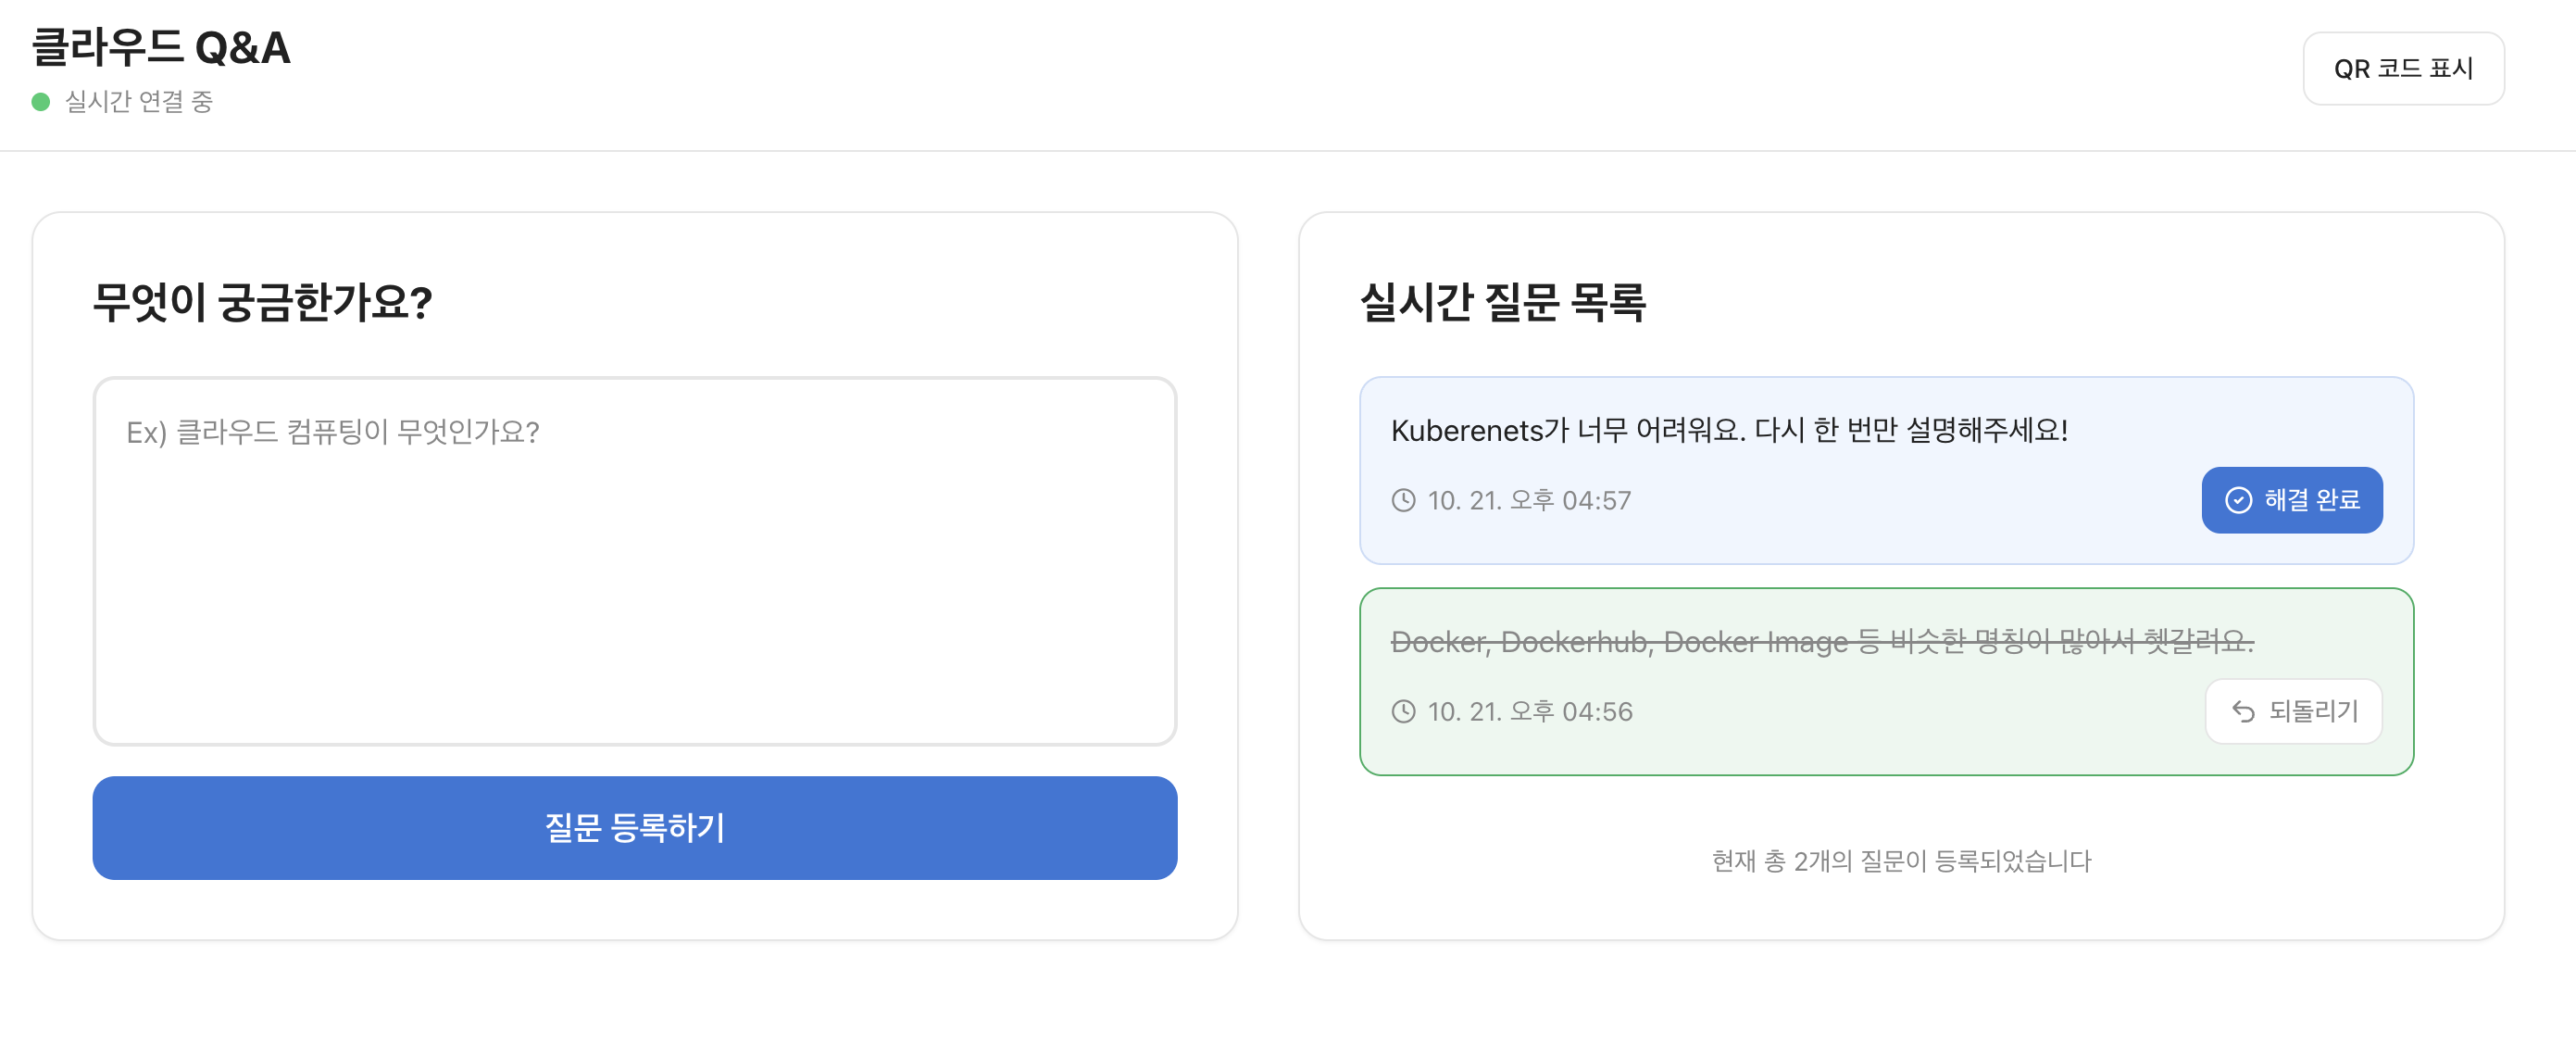 클라우드 Q&A
실시간 연결 중
QR 코드 표시
무엇이 궁금한가요?
Ex) 클라우드 컴퓨팅이 무엇인가요?
질문 등록하기
실시간 질문 목록
Kuberenets가 너무 어려워요. 다시 한 번만 설명해주세요!
10. 21. 오후 04:57
해결 완료
Docker, Dockerhub, Docker Image 등 비슷한 명칭이 많아서 헷갈려요.
10. 21. 오후 04:56
되돌리기
현재 총 2개의 질문이 등록되었습니다